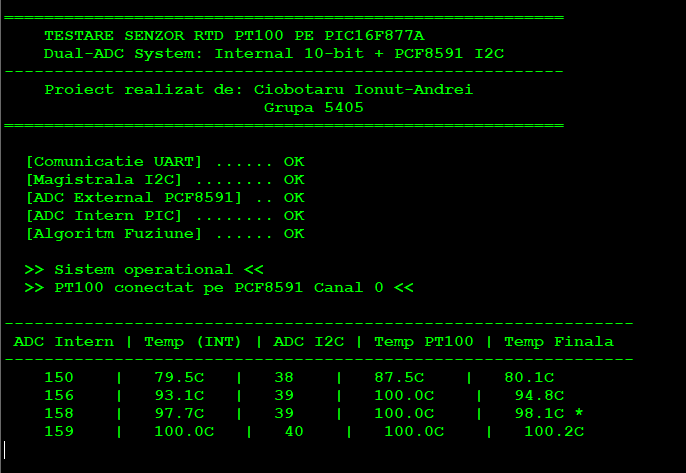 ========================================================
TESTARE SENZOR RTD PT100 PE PIC16F877A
Dual-ADC System: Internal 10-bit + PCF8591 I2C
--------------------------------------------------------
Proiect realizat de: Ciobotaru Ionut-Andrei
Grupa 5405
========================================================
[Comunicatie UART] ...... OK
[Magistrala I2C] ........ OK
[ADC External PCF8591] .. OK
[ADC Intern PIC] ........ OK
[Algoritm Fuziune] ...... OK
>> Sistem operational <<
>> PT100 conectat pe PCF8591 Canal 0 <<
---------------------------------------------------------------
ADC Intern | Temp (INT) | ADC I2C | Temp PT100 | Temp Finala
---------------------------------------------------------------
150 | 79.5C | 38 | 87.5C | 80.1C
156 | 93.1C | 39 | 100.0C | 94.8C
158 | 97.7C | 39 | 100.0C | 98.1C *
159 | 100.0C | 40 | 100.0C | 100.2C